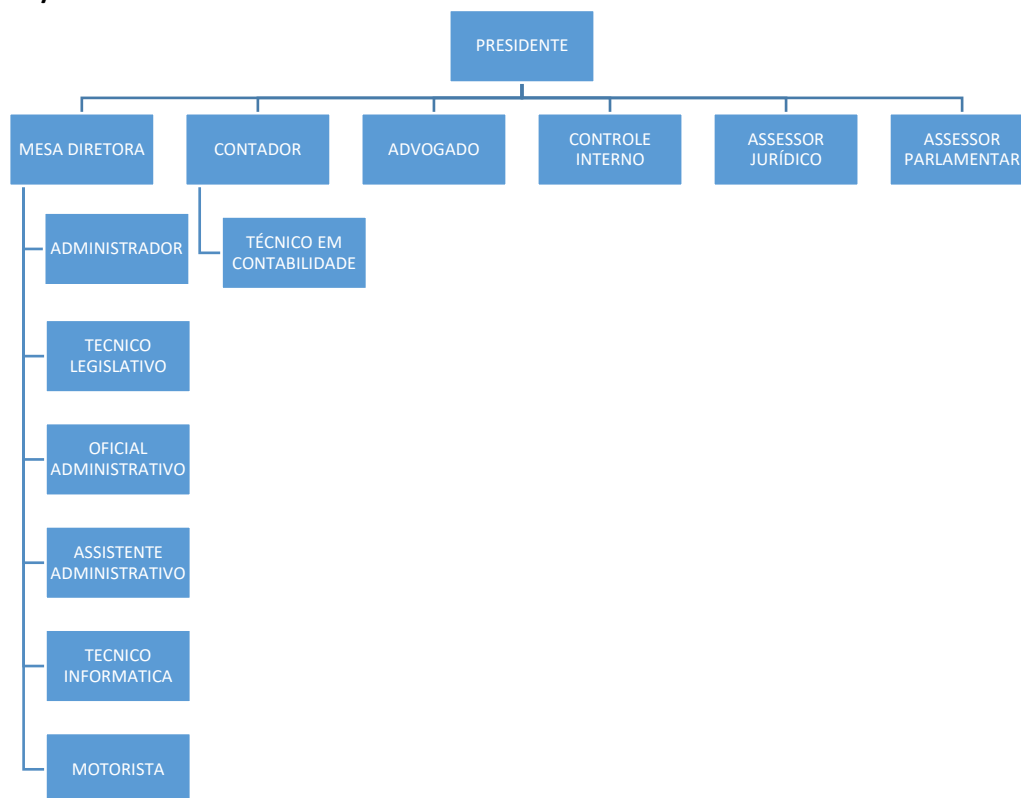 PRESIDENTE
MESA DIRETORA
CONTADOR
ADVOGADO
CONTROLE
INTERNO
ASSESSOR
JURÍDICO
ASSESSOR
PARLAMENTAR
ADMINISTRADOR
TÉCNICO EM
CONTABILIDADE
TECNICO
LEGISLATIVO
OFICIAL
ADMINISTRATIVO
ASSISTENTE
ADMINISTRATIVO
TECNICO
INFORMATICA
MOTORISTA